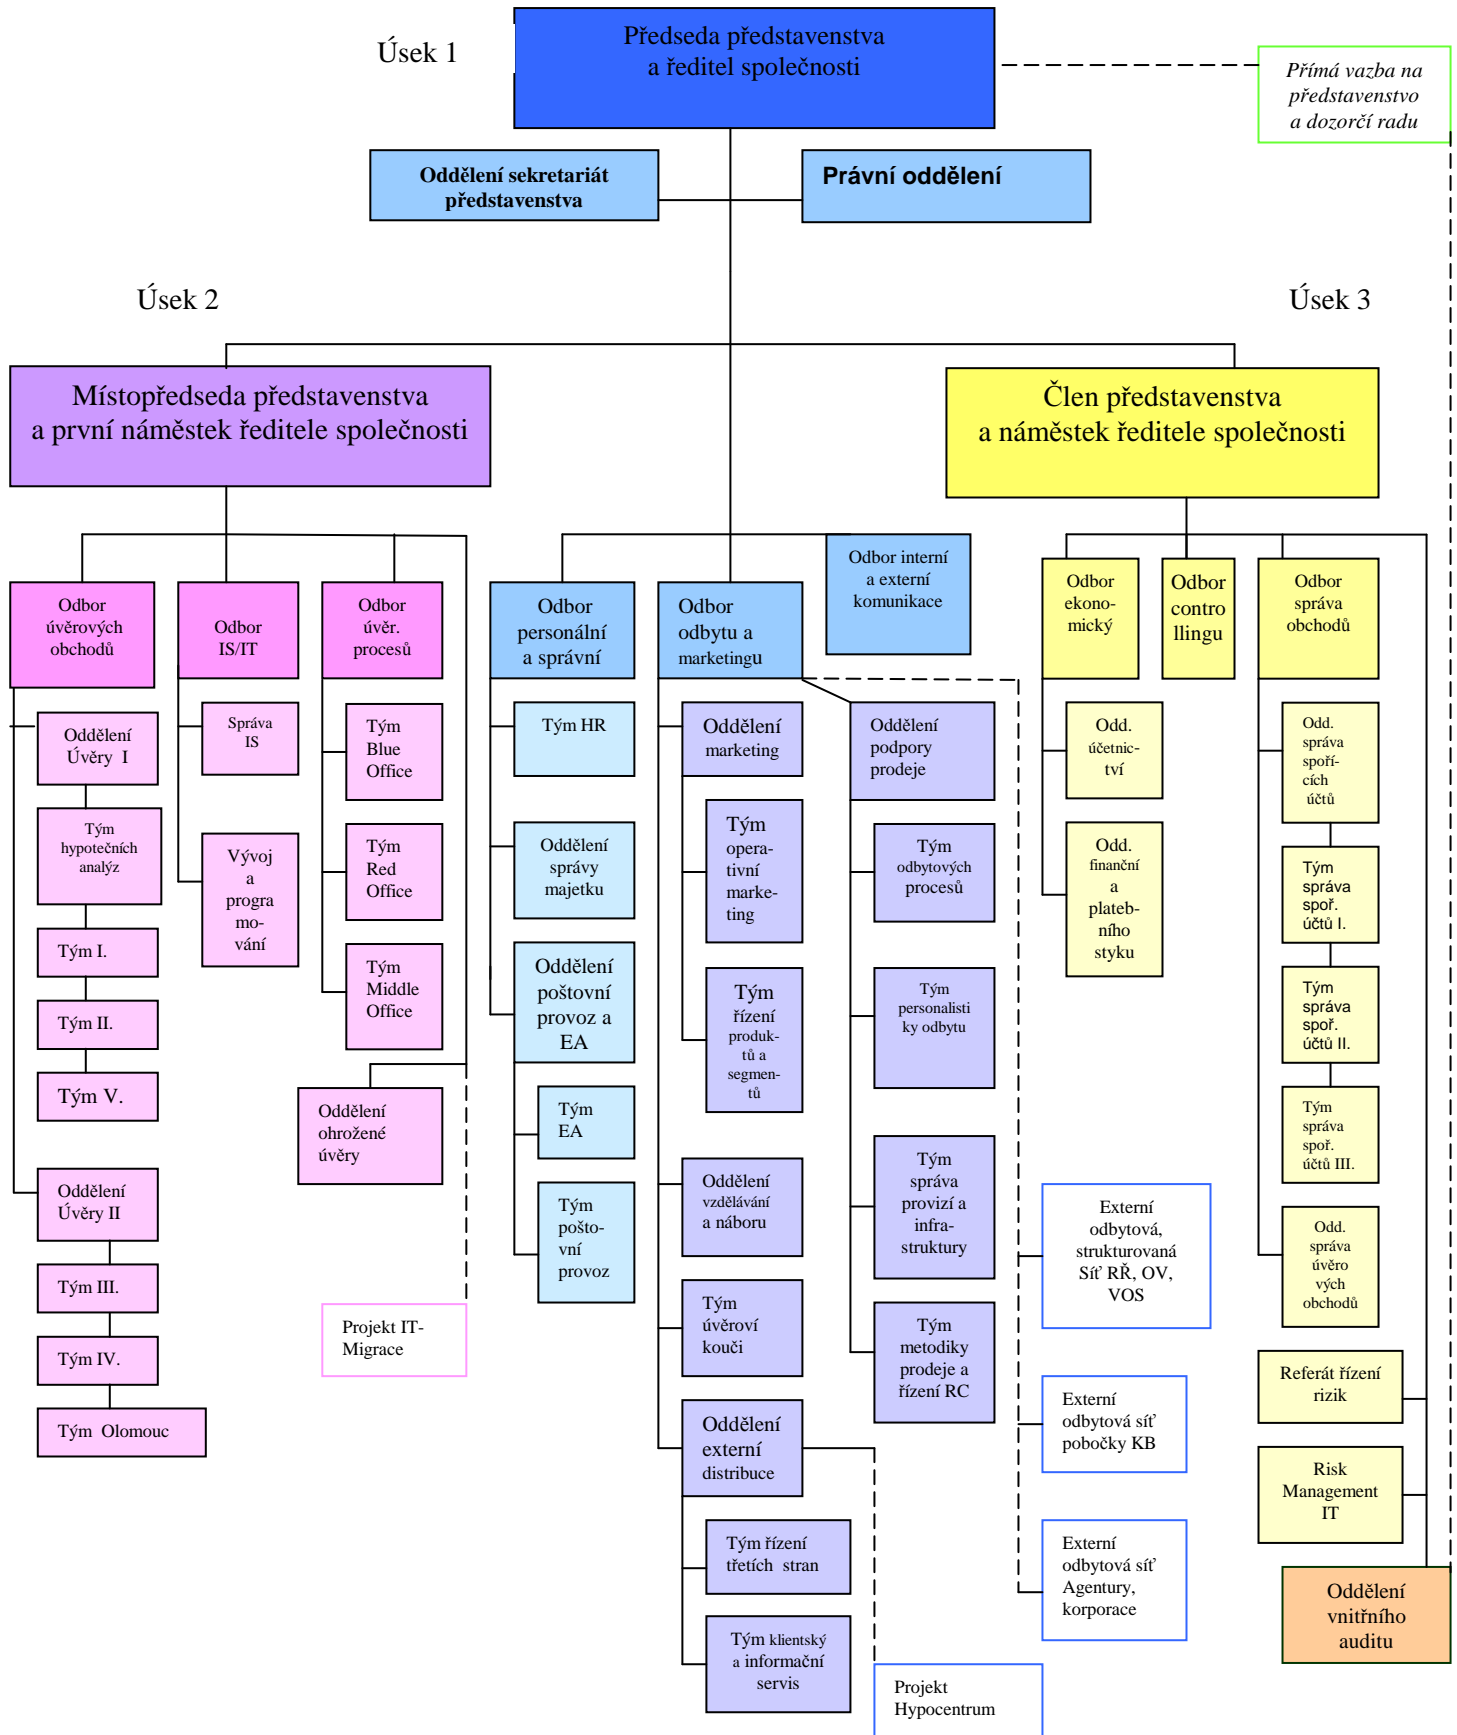 Úsek 1
Předseda představenstva
a ředitel společnosti
Přímá vazba na
představenstvo
a dozorčí radu
Oddělení sekretariát
představenstva
Právní oddělení
Úsek 2
Úsek 3
Místopředseda představenstva
a první náměstek ředitele společnosti
Člen představenstva
a náměstek ředitele společnosti
Odbor
úvěrových
obchodů
Odbor
IS/IT
Odbor
úvěr.
procesů
Odbor
personální
a správní
Odbor
odbytu a
marketingu
Odbor interní
a externí
komunikace
Odbor
ekono-
mický
Odbor
contro
llingu
Odbor
správa
obchodů
Oddělení
Úvěry I
Tým
hypotečních
analýz
Tým I.
Tým II.
Tým V.
Oddělení
Úvěry II
Tým III.
Tým IV.
Tým Olomouc
Správa
IS
Vývoj
a
progra
mo-
vání
Tým
Blue
Office
Tým
Red
Office
Tým
Middle
Office
Oddělení
ohrožené
úvěry
Projekt IT-
Migrace
Tým HR
Oddělení
správy
majetku
Oddělení
poštovní
provoz a
EA
Tým
EA
Tým
pošto-
vní
provoz
Oddělení
marketing
Tým
opera-
tivní
marke-
ting
Tým
řízení
produk-
tů a
segmen-
tů
Oddělení
vzdělávání
a náboru
Tým
úvěroví
kouči
Oddělení
externí
distribuce
Tým řízení
třetích stran
Tým klientský
a informační
servis
Oddělení
podpory
prodeje
Tým
odbytových
procesů
Tým
personalisti
ky odbytu
Tým
správa
provizí a
infra-
struktury
Tým
metodiky
prodeje a
řízení RC
Projekt
Hypocentrum
Externí
odbytová,
strukturovaná
Síť RŘ, OV,
VOS
Externí
odbytová síť
pobočky KB
Externí
odbytová síť
Agentury,
korporace
Odd.
účetnic-
tví
Odd.
finanční
a
plateb-
ního
styku
Odd.
správa
spoří-
cích
účtů
Tým
správa
spoř.
účtů I.
Tým
správa
spoř.
účtů II.
Tým
správa
spoř.
účtů III.
Odd.
správa
úvěro
vých
obchodů
Referát řízení
rizik
Risk
Management
IT
Oddělení
vnitřního
auditu